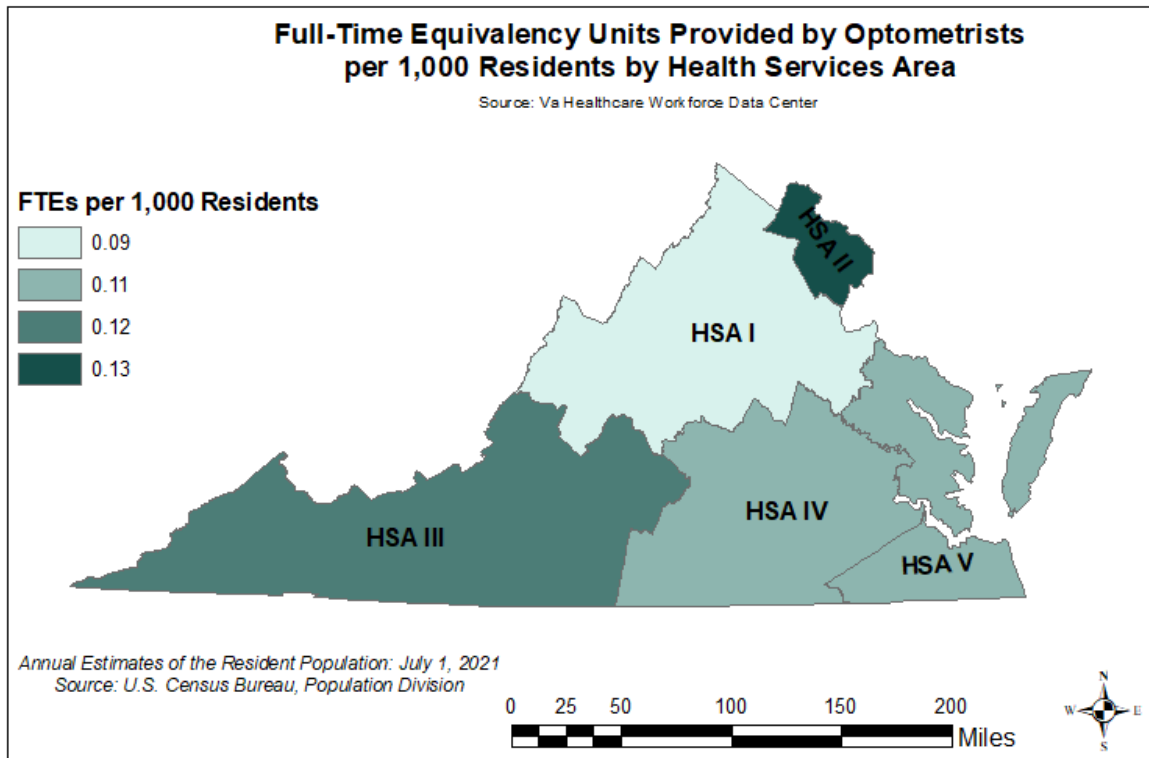 Full-Time Equivalency Units Provided by Optometrists
per 1,000 Residents by Health Services Area
Source: Va Healthcare Workforce Data Center
FTEs per 1,000 Residents
0.09
0.11
0.12
0.13
HSA II
HSA I
HSA III
HSA IV
HSA V
Annual Estimates of the Resident Population: July 1, 2021
Source: U.S. Census Bureau, Population Division
0 25 50 100 150 200
Miles
N
W E
S